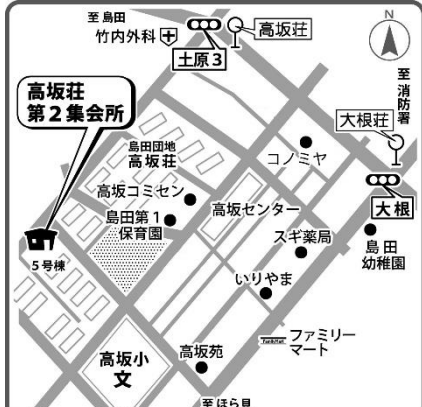 至島田
竹内外科
土原3
高坂荘
N
至消防署
高坂荘
第2集会所
島田団地
高坂荘
コノミヤ
大根荘
大根
高坂コミセン
島田第1
保育園
高坂センター
スギ薬局
島田
幼稚園
5号棟
いりやま
FamilyMart
ファミリー
マート
高坂小
文
高坂苑
至ほら貝